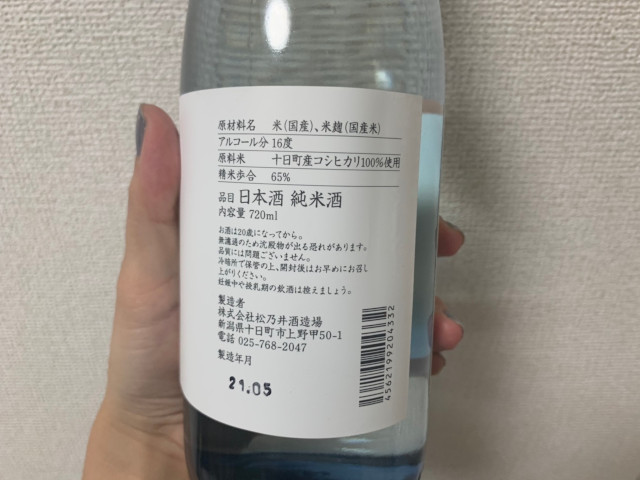 原材料名 米(国産)、米麹(国産米)
アルコール分 16度
原料米 十日町産コシヒカリ100%使用
精米歩合 65%
品目 日本酒 純米酒
内容量 720ml
お酒は20歳になってから。
無濾過のため沈殿物が出る恐れがあります。
品質には問題ございません。
冷暗所で保管の上、開封後はお早めにお召し
上がりください。
妊娠中や授乳期の飲酒は控えましょう。
製造者
株式会社松乃井酒造場
新潟県十日町市上野甲50-1
電話 025-768-2047
製造年月
21.05
4562199204332